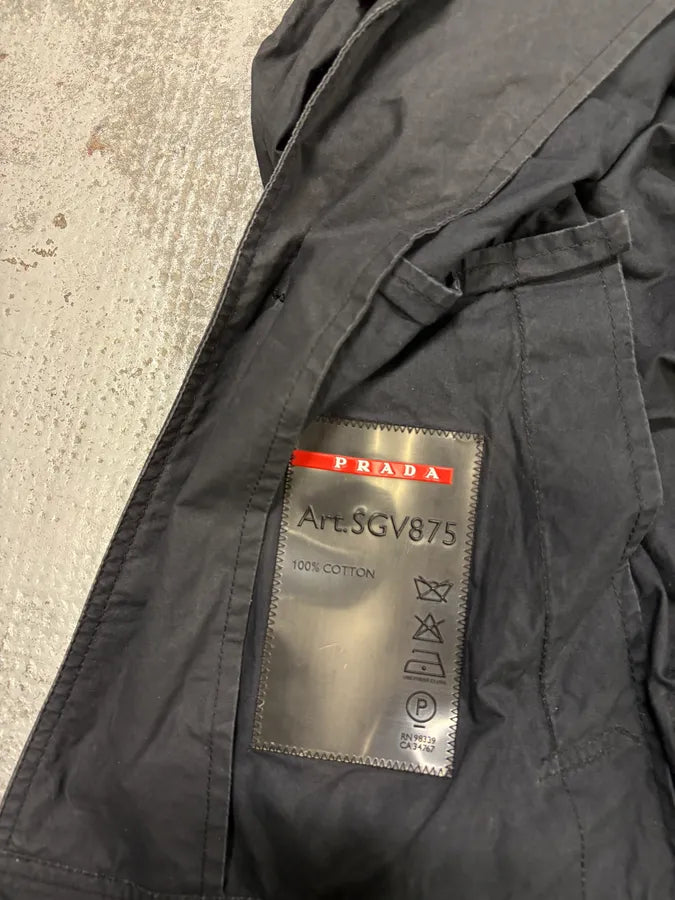 PRADA
Art.SGV875
100% COTTON
P
RN 98339
CA 34767